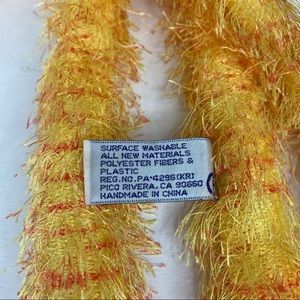 SURFACE WASHABLE
ALL NEW MATERIALS
POLYESTER FIBERS &
PLASTIC
REG.NO.PA-4296(KR)
PICO RIVERA, CA 90660
HANDMADE IN CHINA